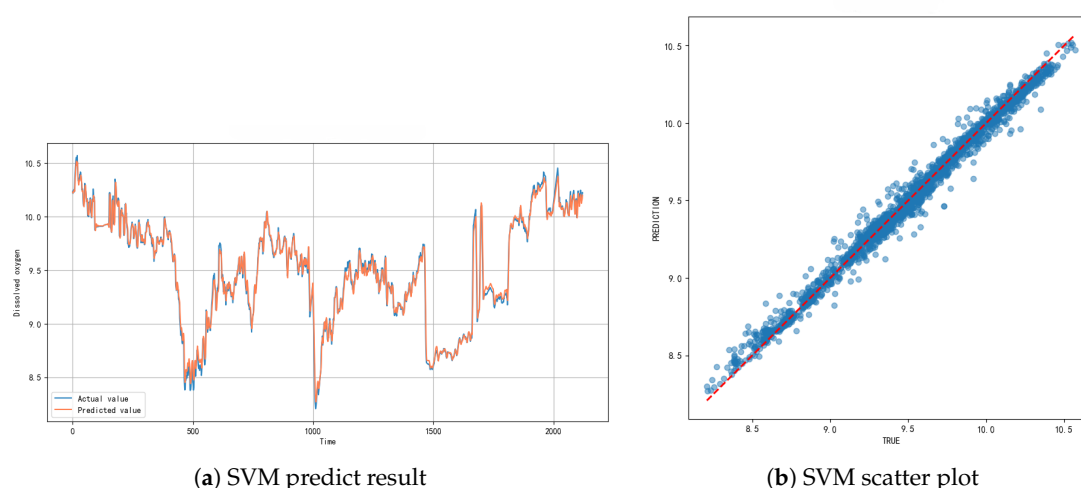 10.5
10.0
9.5
9.0
8.5
Dissolved oxygen
Actual value
Predicted value
0
500
1000
1500
2000
Time
(a) SVM predict result
10.5
10.0
9.5
9.0
8.5
PREDICTION
8.5
9.0
9.5
10.0
10.5
TRUE
(b) SVM scatter plot